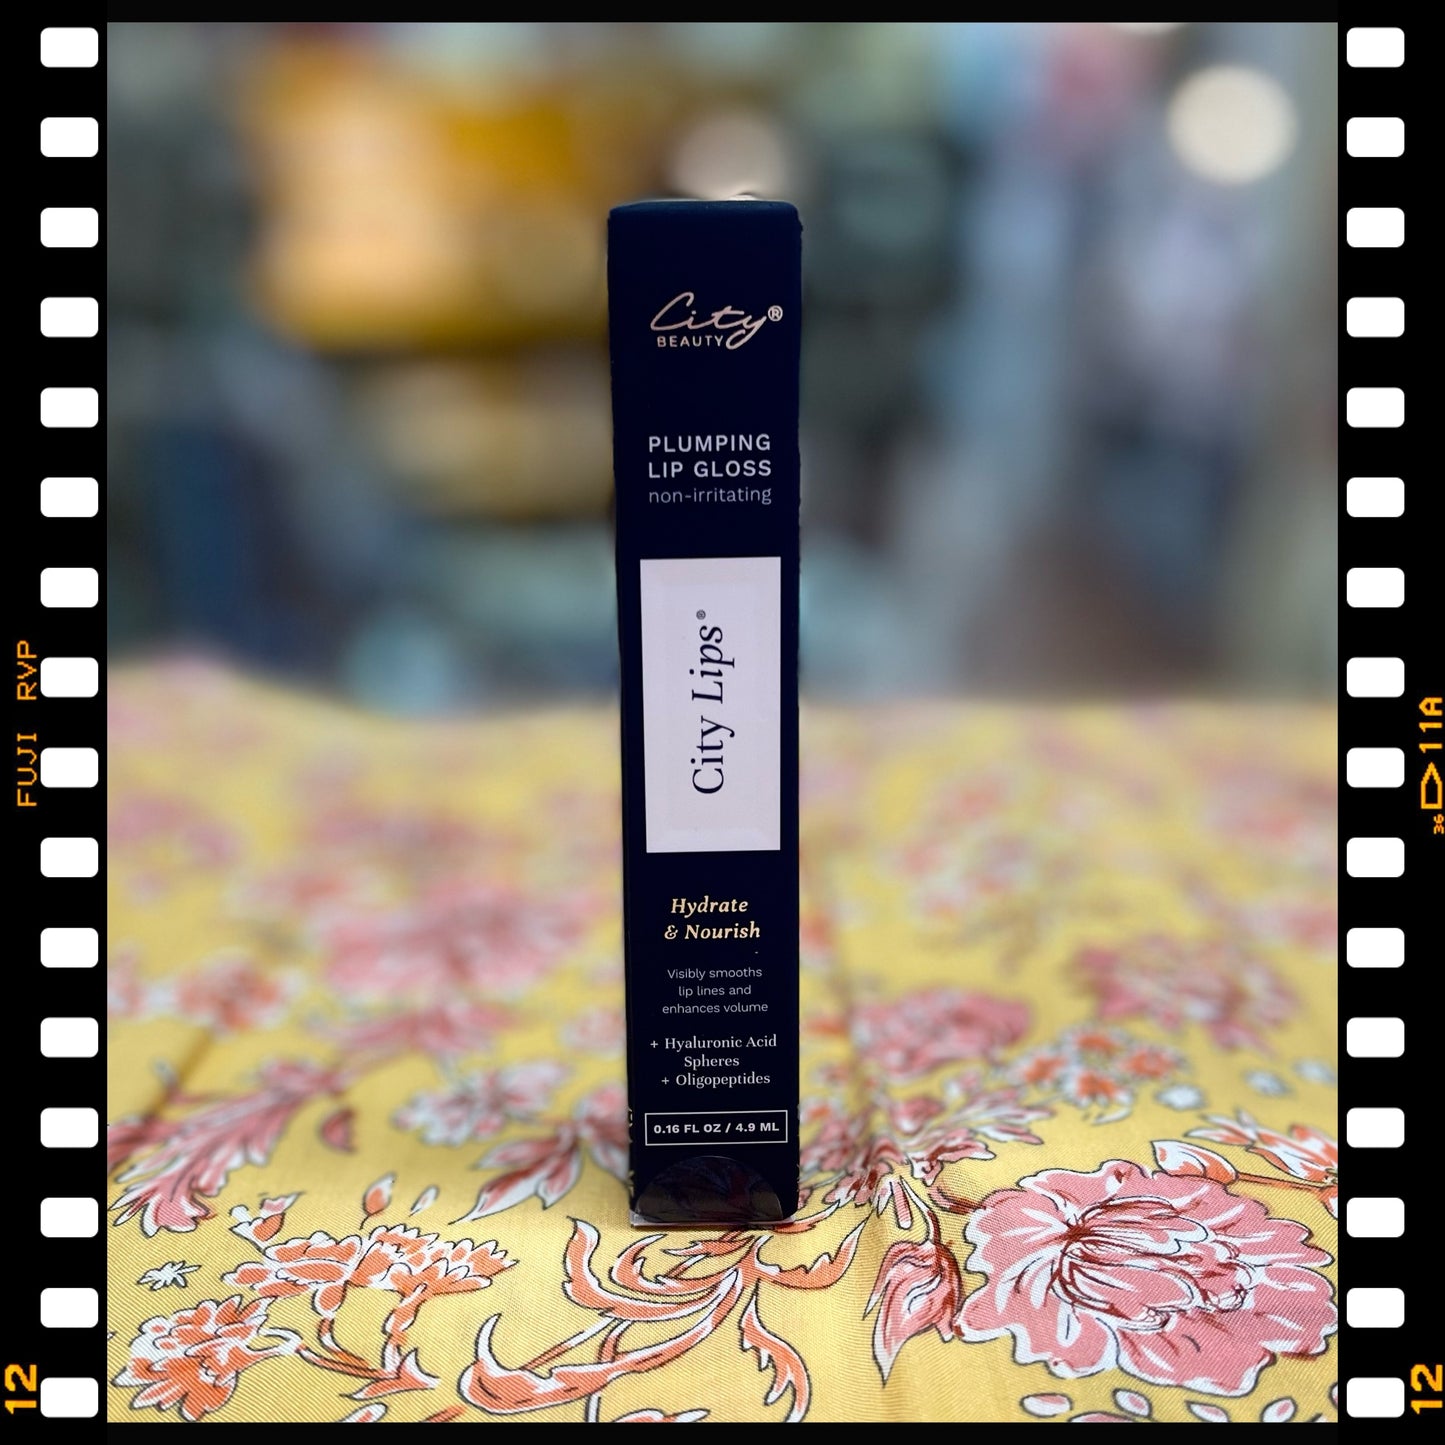 City®
BEAUTY
PLUMPING
LIP GLOSS
non-irritating
City Lips®
Hydrate
& Nourish
Visibly smooths
lip lines and
enhances volume
+ Hyaluronic Acid
Spheres
+ Oligopeptides
0.16 FL OZ / 4.9 ML
FUJI RVP
12
11A
36
12